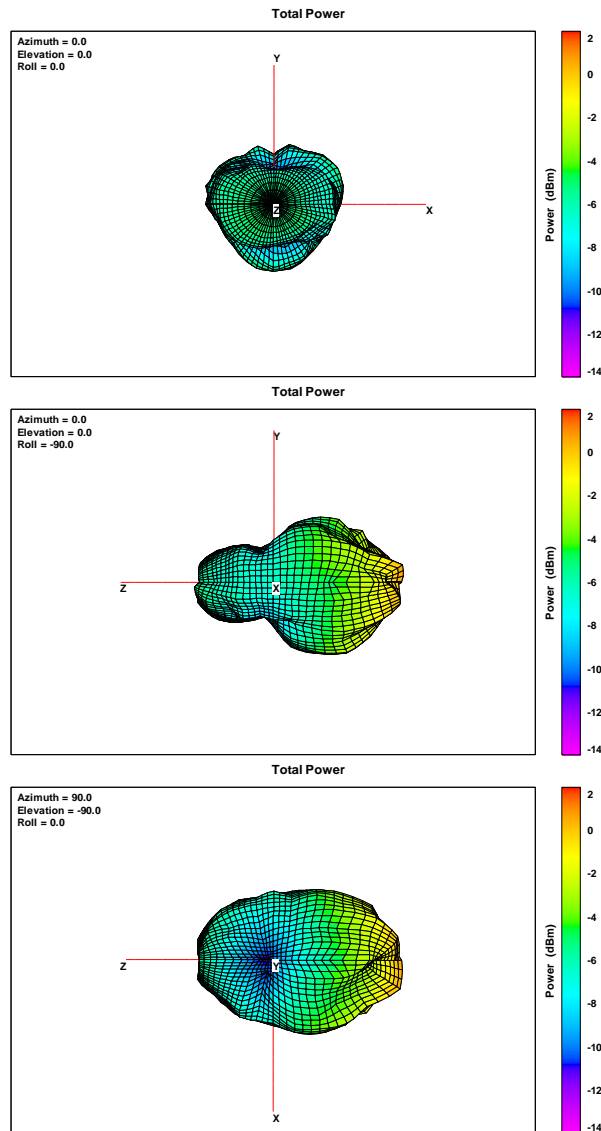 Total Power
Azimuth = 0.0
Elevation = 0.0
Roll = 0.0
Y
X
Z
2
0
-2
-4
-6
-8
-10
-12
-14
Power (dBm)
Total Power
Azimuth = 0.0
Elevation = 0.0
Roll = -90.0
Y
Z
X
2
0
-2
-4
-6
-8
-10
-12
-14
Power (dBm)
Total Power
Azimuth = 90.0
Elevation = -90.0
Roll = 0.0
Z
Y
X
2
0
-2
-4
-6
-8
-10
-12
-14
Power (dBm)